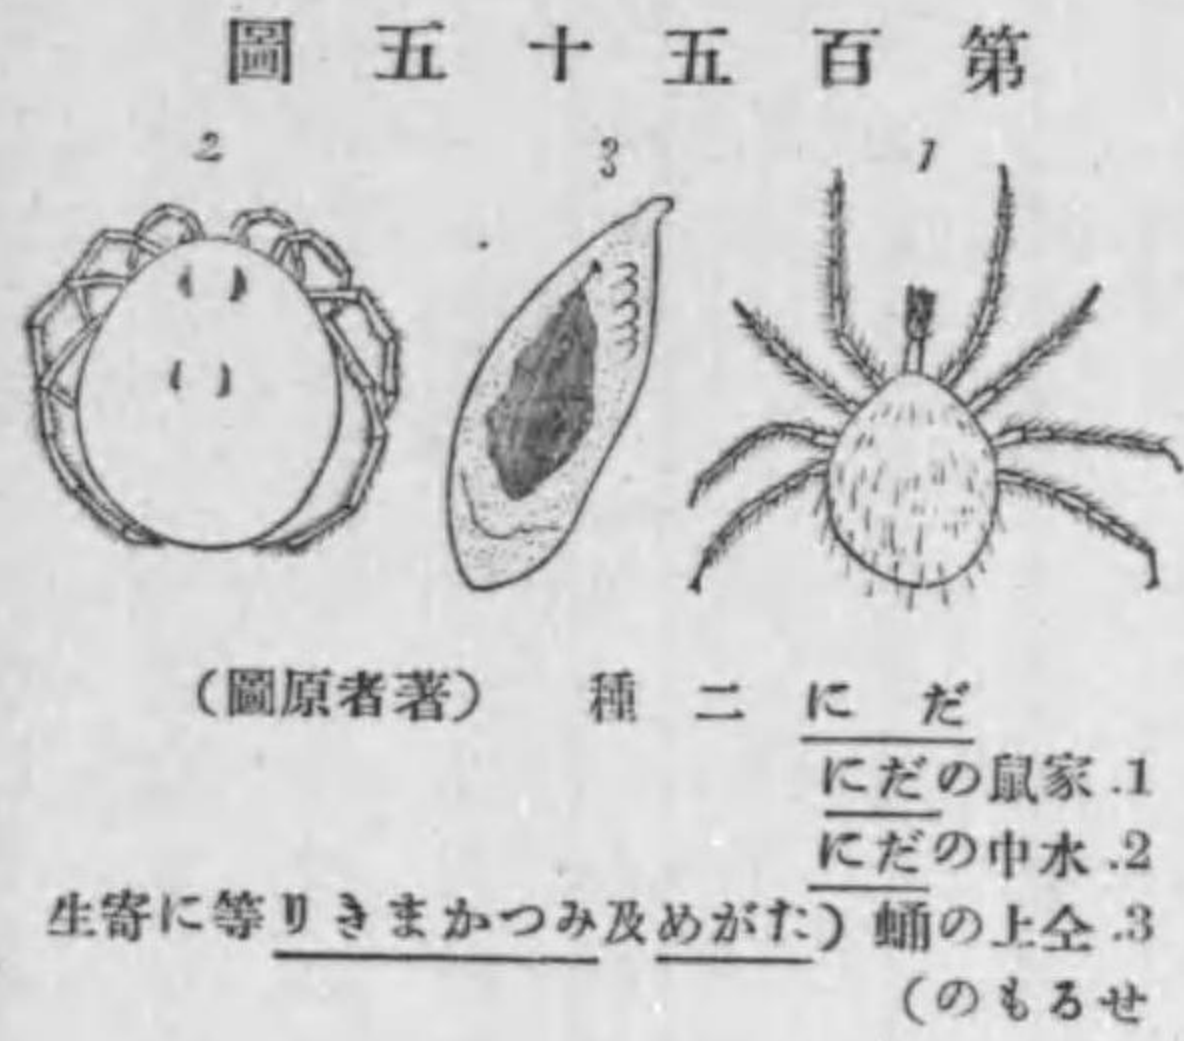 第百五十五圖
2
3
1
だに二種 (著者原圖)
1. 家鼠のだに
2. 水中のだに
3. 仝上の蛹 (たがめ及みつかまきり等に寄生
せるもの)